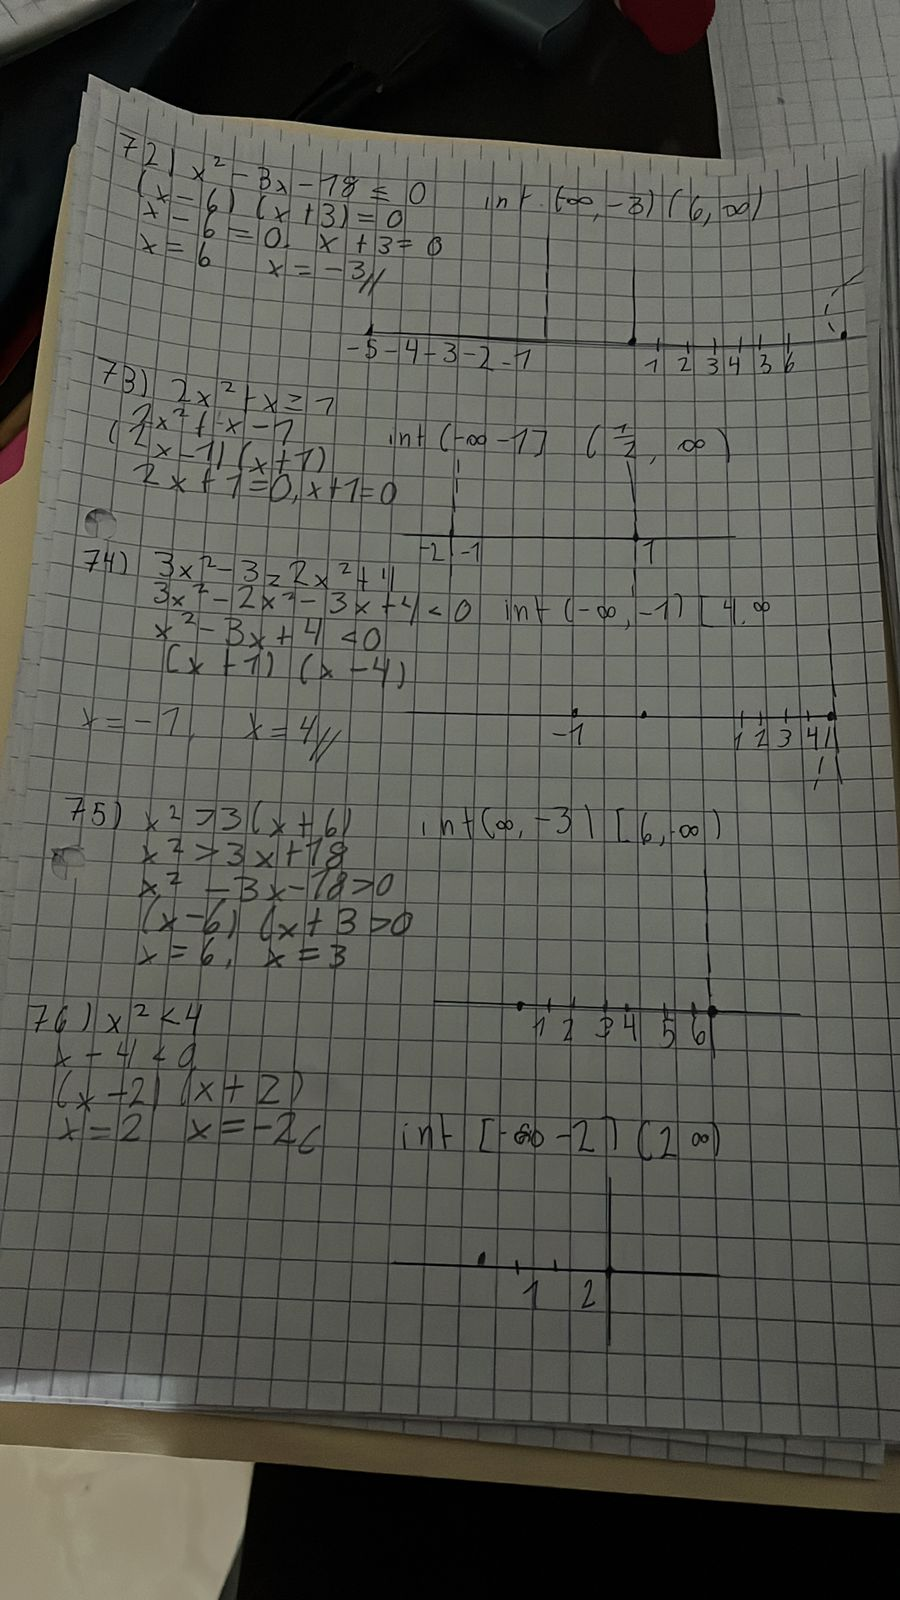 72) x² - 3x - 18 ≤ 0
(x - 6) (x + 3) = 0
x - 6 = 0, x + 3 = 0
x = 6 x = -3//
int. (∞, -3) (6, ∞)
-5 -4 -3 -2 -1 1 2 3 4 5 6
73) 2x² + x ≥ 1
2x² + x - 1
(2x - 1) (x + 1)
2x + 1 = 0, x + 1 = 0
int (-∞ -1] (1/2, ∞)
-2 -1 1
74) 3x² - 3 ≥ 2x² + 4
3x² - 2x² - 3x + 4 < 0
x² - 3x + 4 < 0
(x + 1) (x - 4)
x = -1, x = 4//
int (-∞, -1) [4, ∞
-1 1 2 3 4
75) x² > 3(x + 6)
x² > 3x + 18
x² - 3x - 18 > 0
(x - 6) (x + 3 > 0
x = 6, x = 3
int (∞, -3) [6, ∞)
1 2 3 4 5 6
76) x² < 4
x - 4 < 0
(x - 2) (x + 2)
x = 2 x = -2
int [-∞ -2] (2 ∞)
1 2